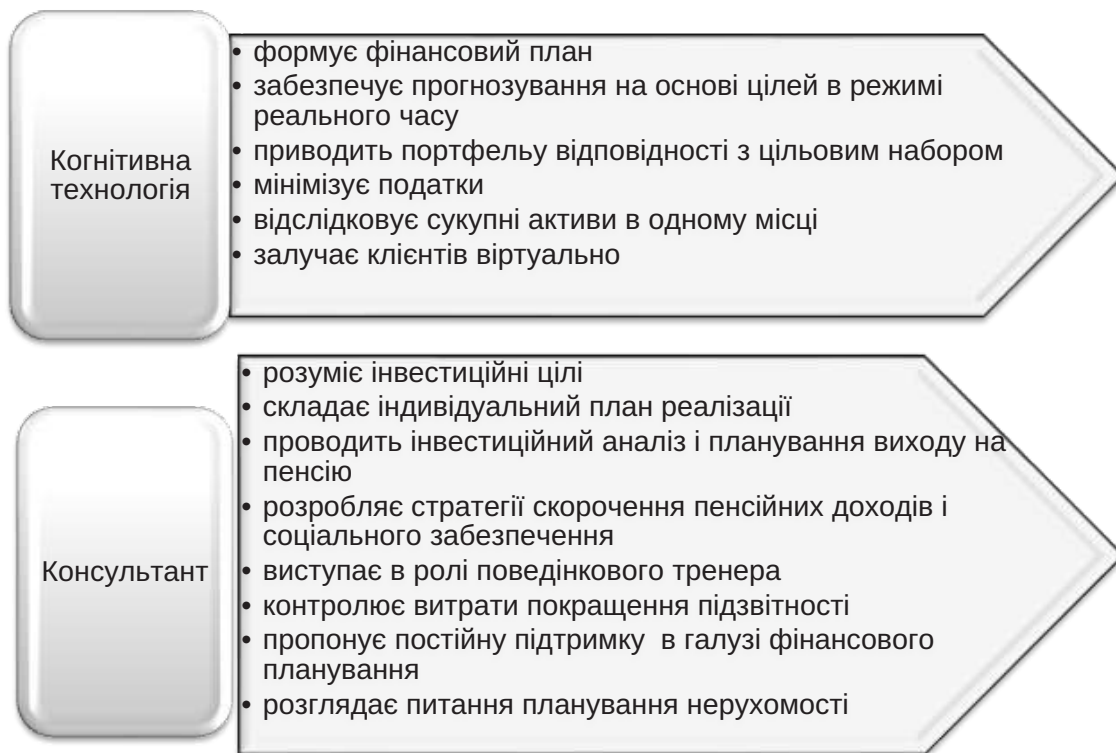 Когнітивна
технологія
• формує фінансовий план
• забезпечує прогнозування на основі цілей в режимі
реального часу
• приводить портфельу відповідності з цільовим набором
• мінімізує податки
• відслідковує сукупні активи в одному місці
• залучає клієнтів віртуально
Консультант
• розуміє інвестиційні цілі
• складає індивідуальний план реалізації
• проводить інвестиційний аналіз і планування виходу на
пенсію
• розробляє стратегії скорочення пенсійних доходів і
соціального забезпечення
• виступає в ролі поведінкового тренера
• контролює витрати покращення підзвітності
• пропонує постійну підтримку  в галузі фінансового
планування
• розглядає питання планування нерухомості